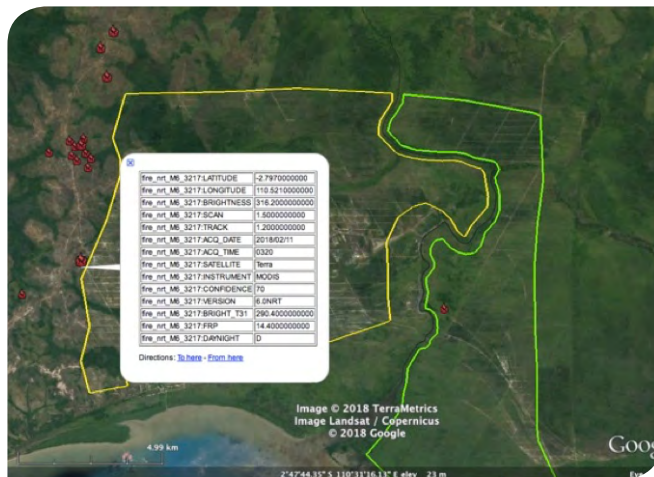 fire_nrt_M6_3217:LATITUDE -2.7970000000
fire_nrt_M6_3217:LONGITUDE 110.5210000000
fire_nrt_M6_3217:BRIGHTNESS 316.2000000000
fire_nrt_M6_3217:SCAN 1.5000000000
fire_nrt_M6_3217:TRACK 1.2000000000
fire_nrt_M6_3217:ACQ_DATE 2018/02/11
fire_nrt_M6_3217:ACQ_TIME 0320
fire_nrt_M6_3217:SATELLITE Terra
fire_nrt_M6_3217:INSTRUMENT MODIS
fire_nrt_M6_3217:CONFIDENCE 70
fire_nrt_M6_3217:VERSION 6.0NRT
fire_nrt_M6_3217:BRIGHT_T31 290.4000000000
fire_nrt_M6_3217:FRP 14.4000000000
fire_nrt_M6_3217:DAYNIGHT D
Directions: To here - From here
Image © 2018 TerraMetrics
Image Landsat / Copernicus
© 2018 Google
Goog
4.99 km
2°47'44.35" S 110°31'16.13" E elev 23 m